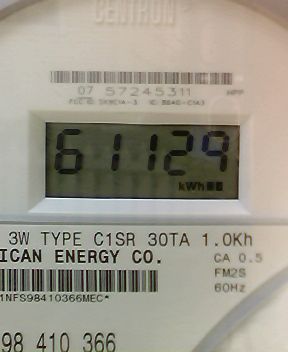 CENTRON
07 57245311
61129
kWh
3W TYPE C1SR 30TA 1.0Kh
ICAN ENERGY CO.
CA 0.5
FM2S
60Hz
1NFS98410366MEC*
98 410 366